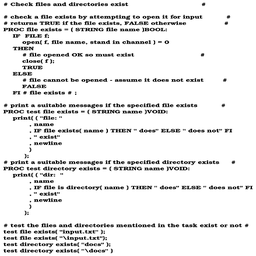 # Check files and directories exist #
# check a file exists by attempting to open it for input #
# returns TRUE if the file exists, FALSE otherwise #
PROC file exists = ( STRING file name )BOOL:
IF FILE f;
open( f, file name, stand in channel ) = 0
THEN
# file opened OK so must exist #
close( f );
TRUE
ELSE
# file cannot be opened - assume it does not exist #
FALSE
FI # file exists # ;
# print a suitable messages if the specified file exists #
PROC test file exists = ( STRING name )VOID:
print( ( "file: "
, name
, IF file exists( name ) THEN " does" ELSE " does not" FI
, " exist"
, newline
)
);
# print a suitable messages if the specified directory exists #
PROC test directory exists = ( STRING name )VOID:
print( ( "dir: "
, name
, IF file is directory( name ) THEN " does" ELSE " does not" FI
, " exist"
, newline
)
);
# test the files and directories mentioned in the task exist or not #
test file exists( "input.txt" );
test file exists( "\input.txt");
test directory exists( "docs" );
test directory exists( "\docs" )